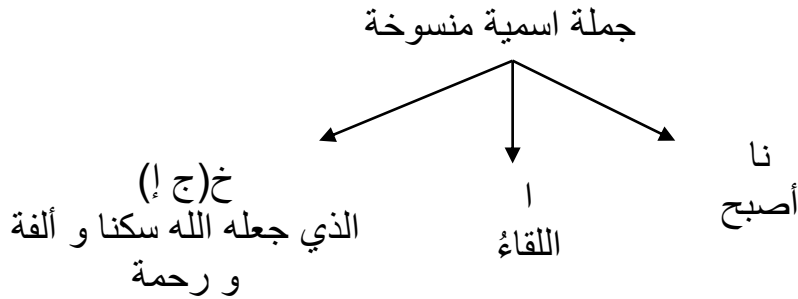 جملة اسمية منسوخة
نا
أصبح
ا
اللقاءُ
خ(ج إ)
الذي جعله الله سكنا و ألفة
و رحمة